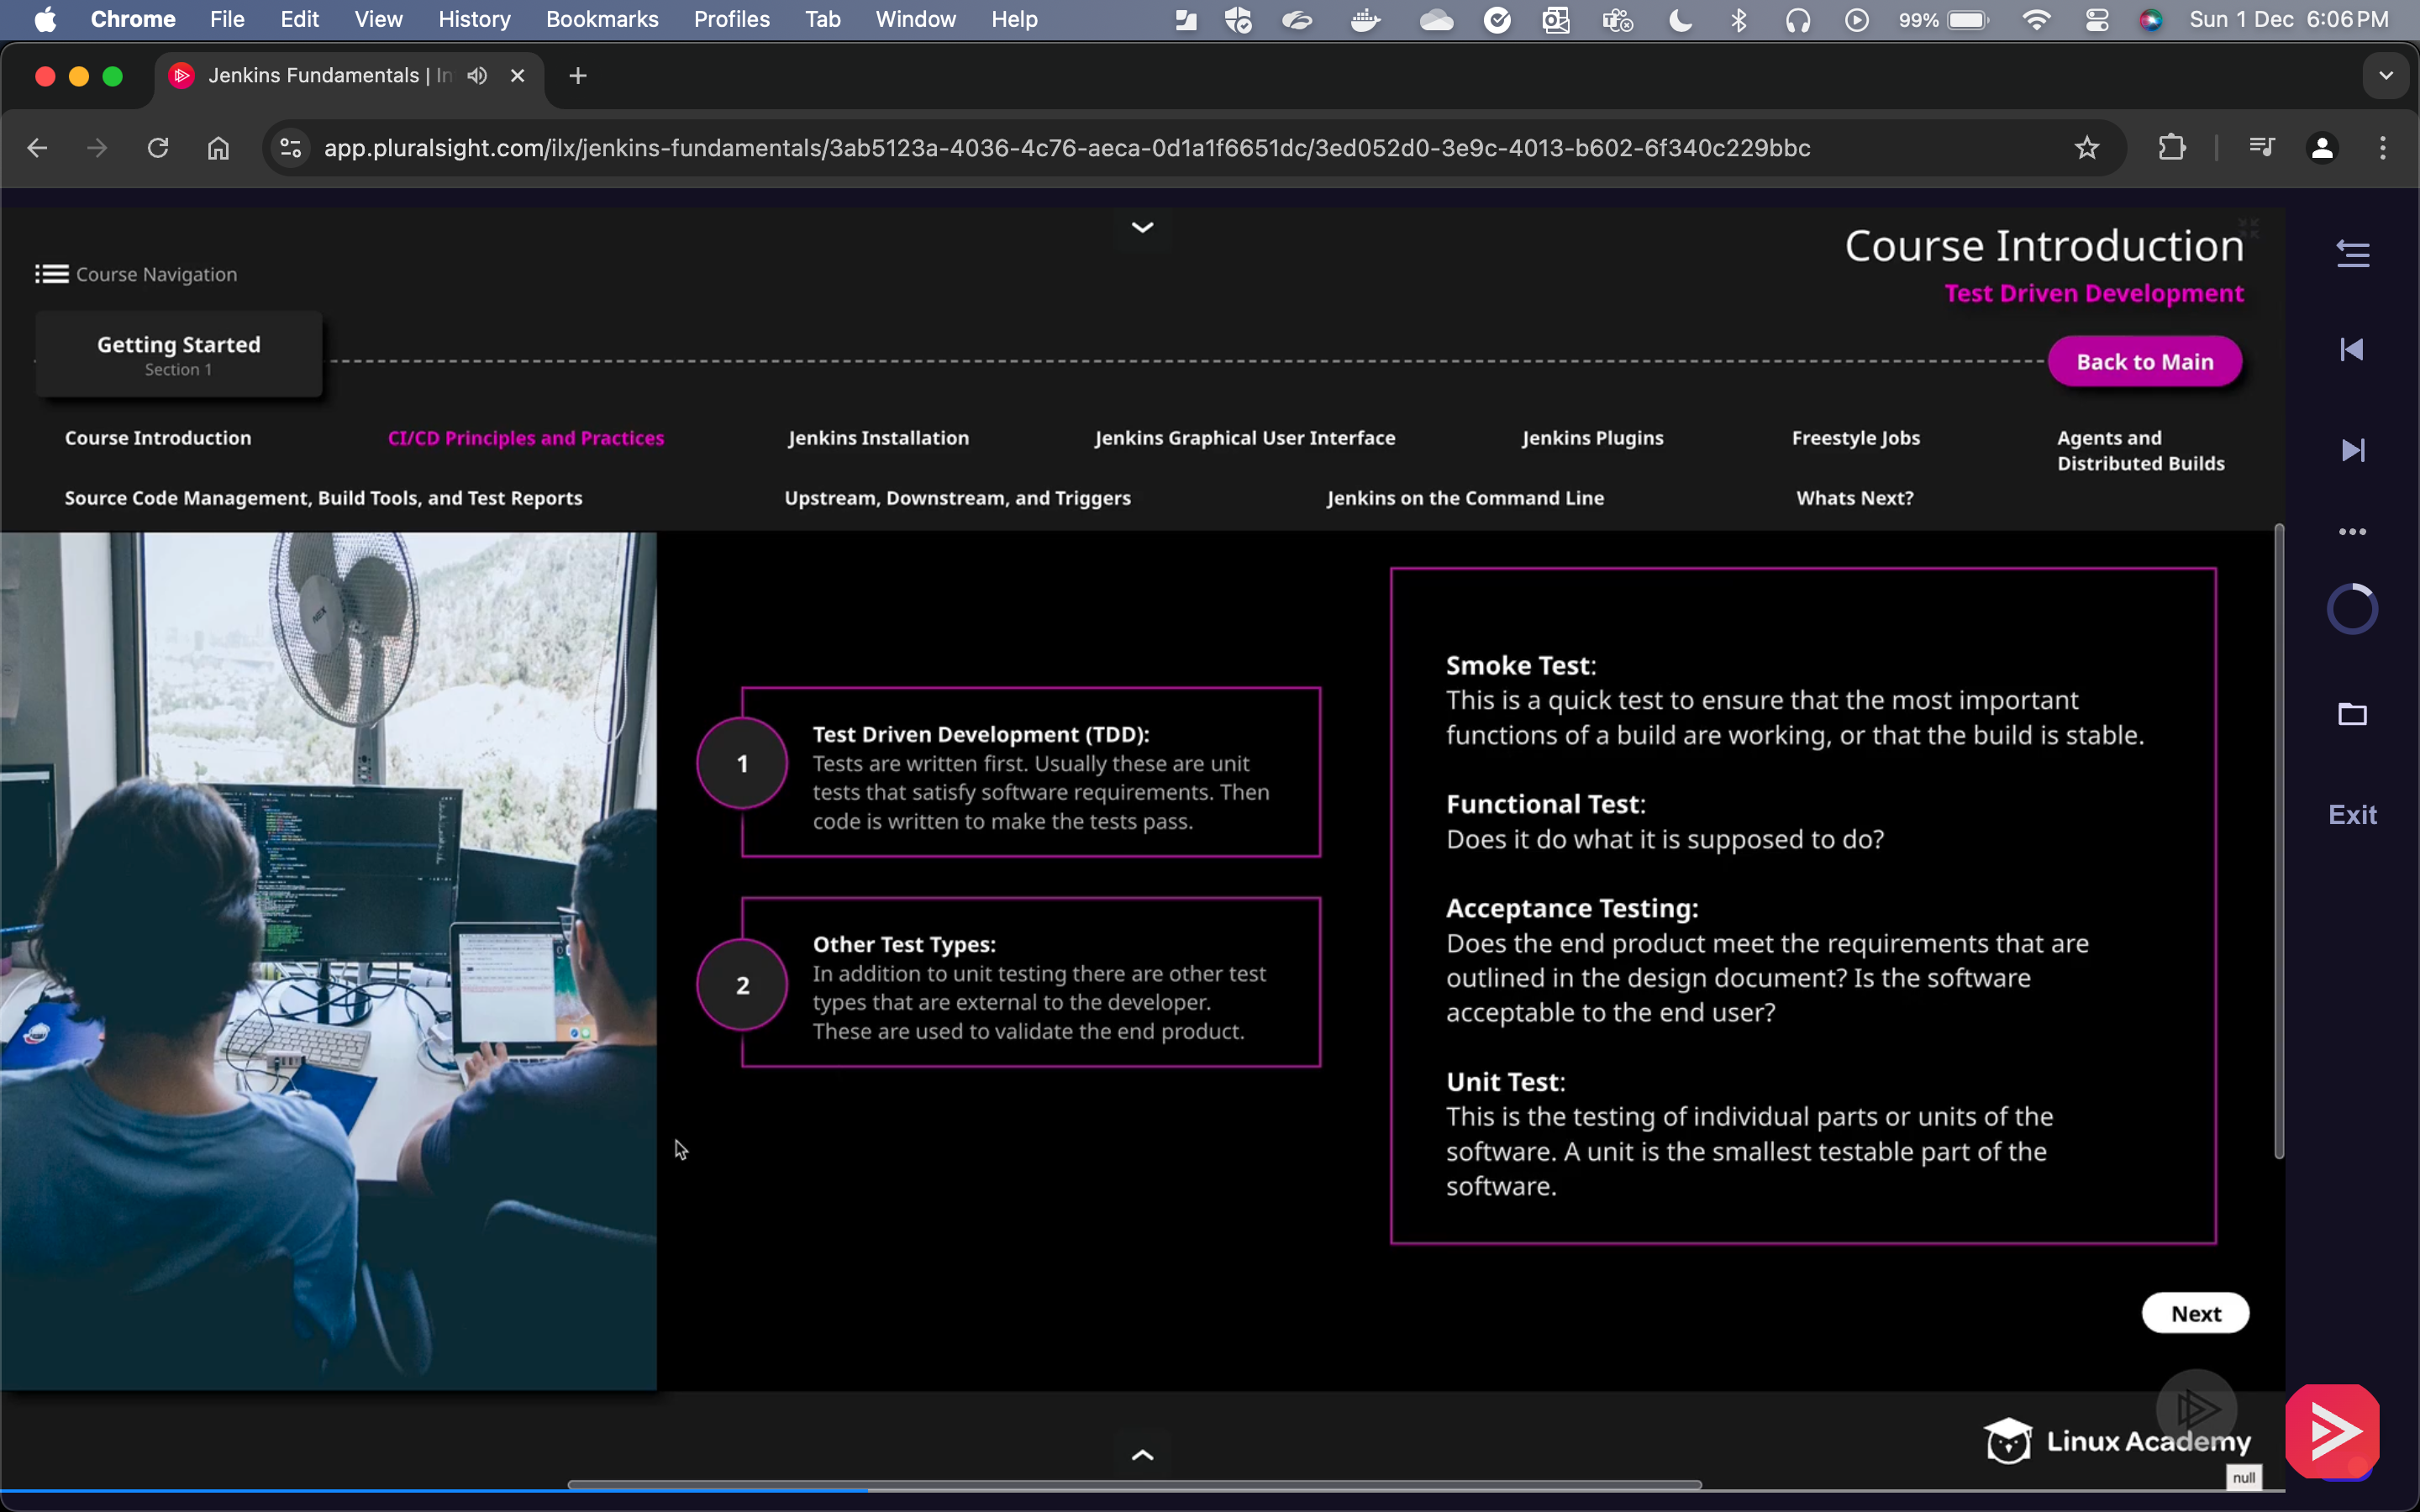 Chrome File Edit View History Bookmarks Profiles Tab Window Help 99% Sun 1 Dec 6:06 PM
Jenkins Fundamentals | In
app.pluralsight.com/ilx/jenkins-fundamentals/3ab5123a-4036-4c76-aeca-0d1a1f6651dc/3ed052d0-3e9c-4013-b602-6f340c229bbc
Course Introduction
Test Driven Development
Course Navigation
Getting Started
Section 1
Back to Main
Course Introduction CI/CD Principles and Practices Jenkins Installation Jenkins Graphical User Interface Jenkins Plugins Freestyle Jobs Agents and
Distributed Builds
Source Code Management, Build Tools, and Test Reports Upstream, Downstream, and Triggers Jenkins on the Command Line Whats Next?
1
Test Driven Development (TDD):
Tests are written first. Usually these are unit
tests that satisfy software requirements. Then
code is written to make the tests pass.
2
Other Test Types:
In addition to unit testing there are other test
types that are external to the developer.
These are used to validate the end product.
Smoke Test:
This is a quick test to ensure that the most important
functions of a build are working, or that the build is stable.
Functional Test:
Does it do what it is supposed to do?
Acceptance Testing:
Does the end product meet the requirements that are
outlined in the design document? Is the software
acceptable to the end user?
Unit Test:
This is the testing of individual parts or units of the
software. A unit is the smallest testable part of the
software.
Next
Exit
Linux Academy
null